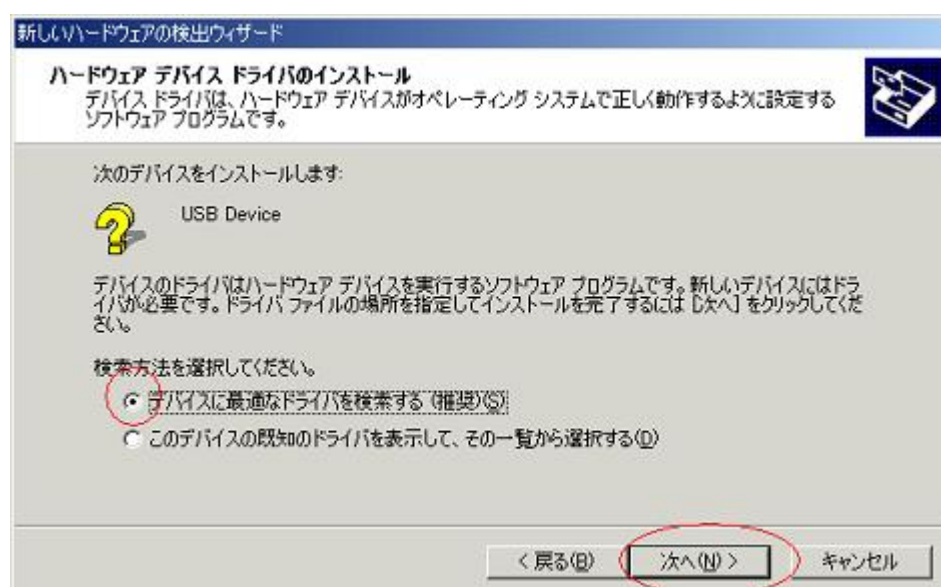 新しいハードウェアの検出ウィザード
ハードウェア デバイス ドライバのインストール
デバイス ドライバは、ハードウェア デバイスがオペレーティング システムで正しく動作するように設定する
ソフトウェア プログラムです。
次のデバイスをインストールします:
USB Device
デバイスのドライバはハードウェア デバイスを実行するソフトウェア プログラムです。新しいデバイスにはドラ
イバが必要です。ドライバ ファイルの場所を指定してインストールを完了するには [次へ] をクリックしてくだ
さい。
検索方法を選択してください。
デバイスに最適なドライバを検索する (推奨)(S)
このデバイスの既知のドライバを表示して、その一覧から選択する(D)
< 戻る(B) 次へ(N) > キャンセル